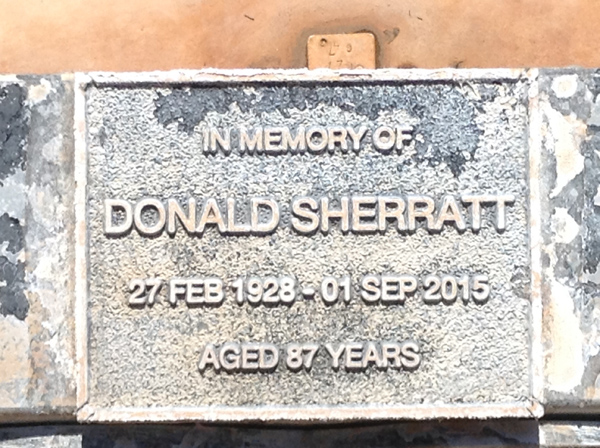 IN MEMORY OF
DONALD SHERRATT
27 FEB 1928 - 01 SEP 2015
AGED 87 YEARS